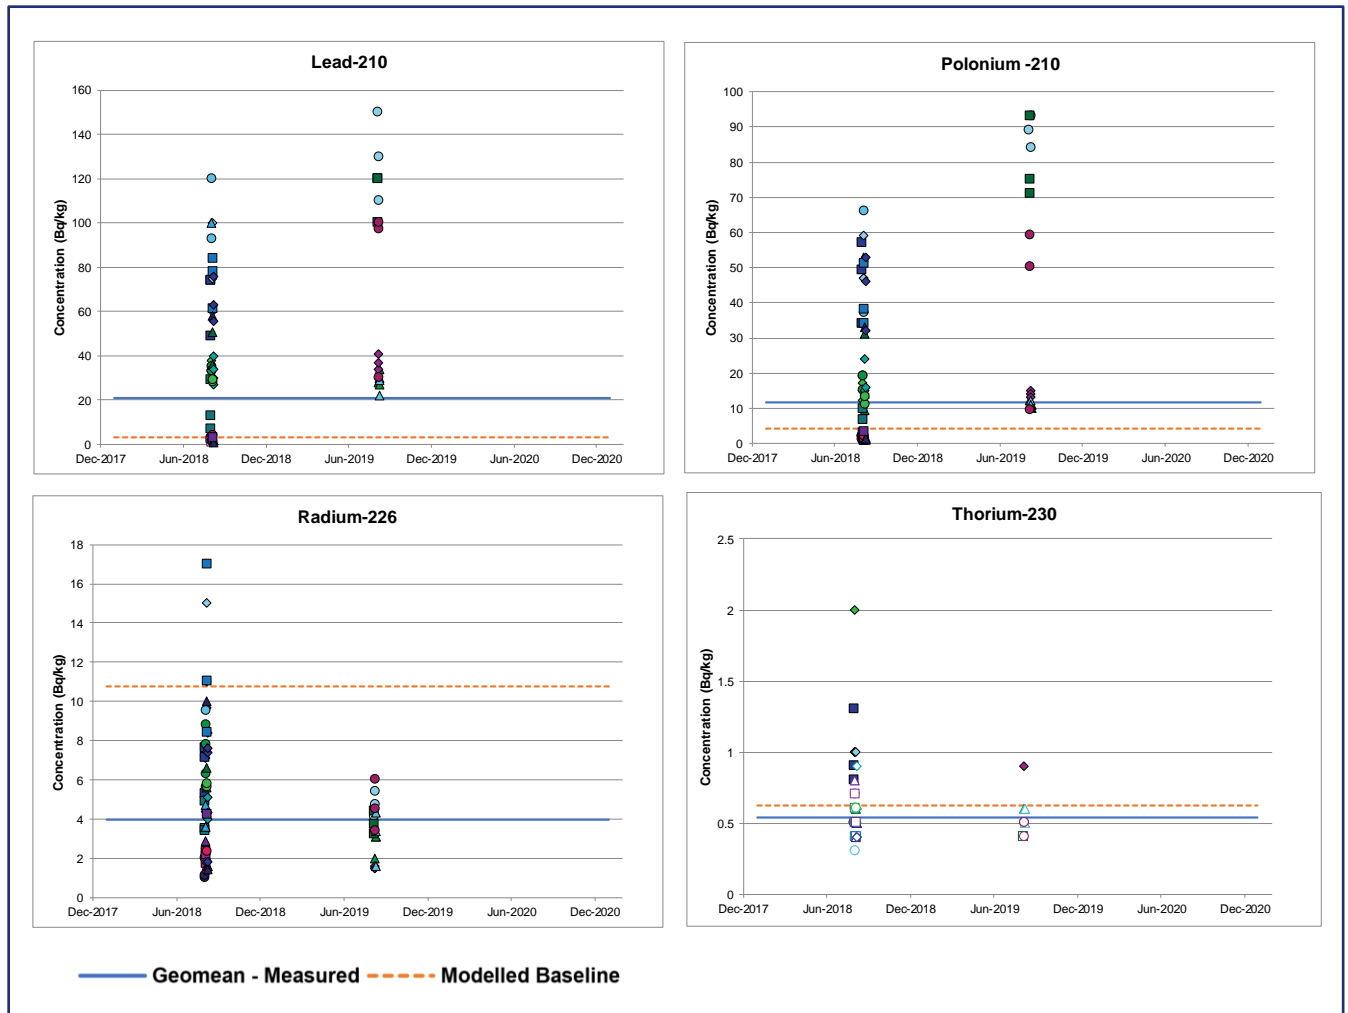 Lead-210
Concentration (Bq/kg)
160
140
120
100
80
60
40
20
0
Dec-2017 Jun-2018 Dec-2018 Jun-2019 Dec-2019 Jun-2020 Dec-2020
Polonium -210
Concentration (Bq/kg)
100
90
80
70
60
50
40
30
20
10
0
Dec-2017 Jun-2018 Dec-2018 Jun-2019 Dec-2019 Jun-2020 Dec-2020
Radium-226
Concentration (Bq/kg)
18
16
14
12
10
8
6
4
2
0
Dec-2017 Jun-2018 Dec-2018 Jun-2019 Dec-2019 Jun-2020 Dec-2020
Thorium-230
Concentration (Bq/kg)
2.5
2
1.5
1
0.5
0
Dec-2017 Jun-2018 Dec-2018 Jun-2019 Dec-2019 Jun-2020 Dec-2020
Geomean - Measured Modelled Baseline